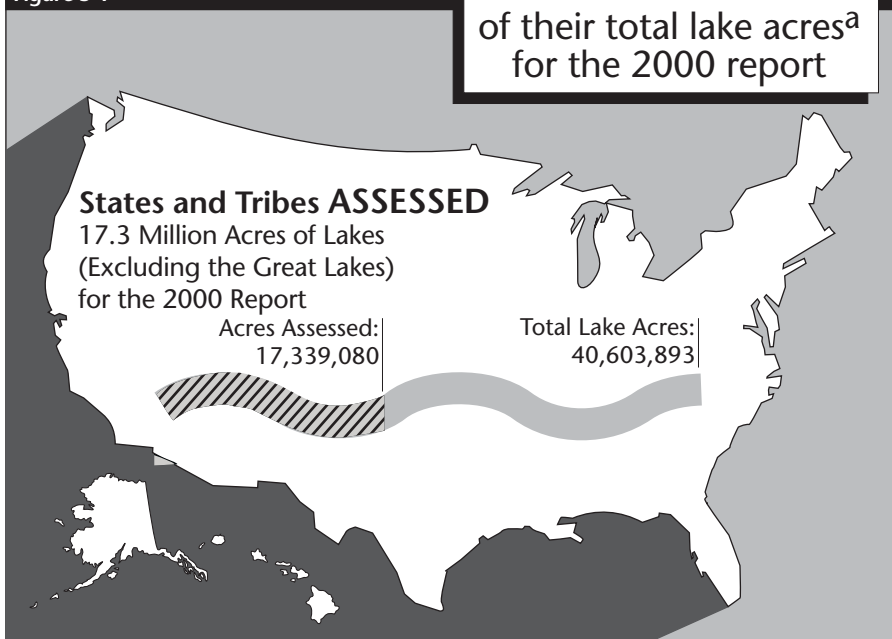 of their total lake acresᵃ
for the 2000 report
States and Tribes ASSESSED
17.3 Million Acres of Lakes
(Excluding the Great Lakes)
for the 2000 Report
Acres Assessed:
17,339,080
Total Lake Acres:
40,603,893